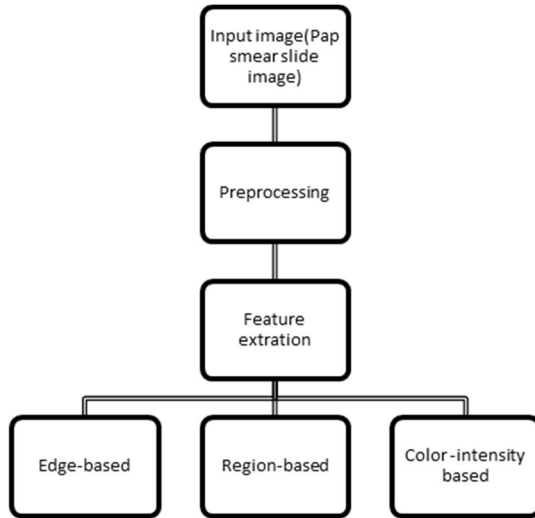 Input image(Pap
smear slide
image)
Preprocessing
Feature
extration
Edge-based
Region-based
Color-intensity
based